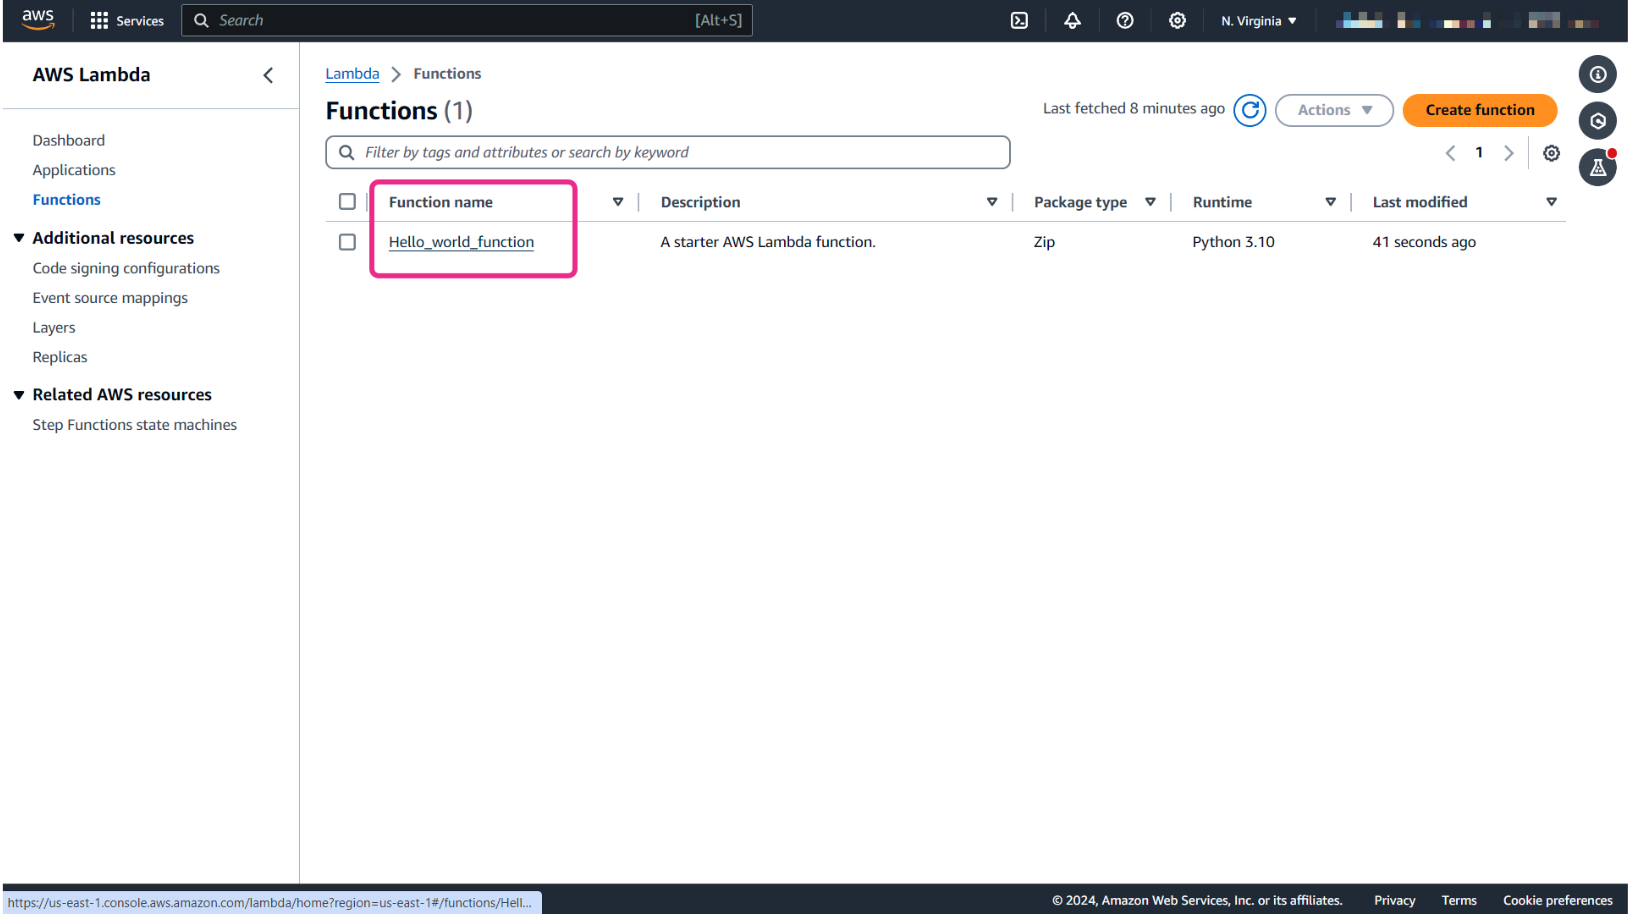 aws Services Search [Alt+S] N. Virginia
AWS Lambda
Dashboard
Applications
Functions
Additional resources
Code signing configurations
Event source mappings
Layers
Replicas
Related AWS resources
Step Functions state machines
Lambda > Functions
Functions (1)
Last fetched 8 minutes ago Actions Create function
Filter by tags and attributes or search by keyword
1
Function name Description Package type Runtime Last modified
Hello_world_function A starter AWS Lambda function. Zip Python 3.10 41 seconds ago
https://us-east-1.console.aws.amazon.com/lambda/home?region=us-east-1#/functions/Hell...
© 2024, Amazon Web Services, Inc. or its affiliates. Privacy Terms Cookie preferences